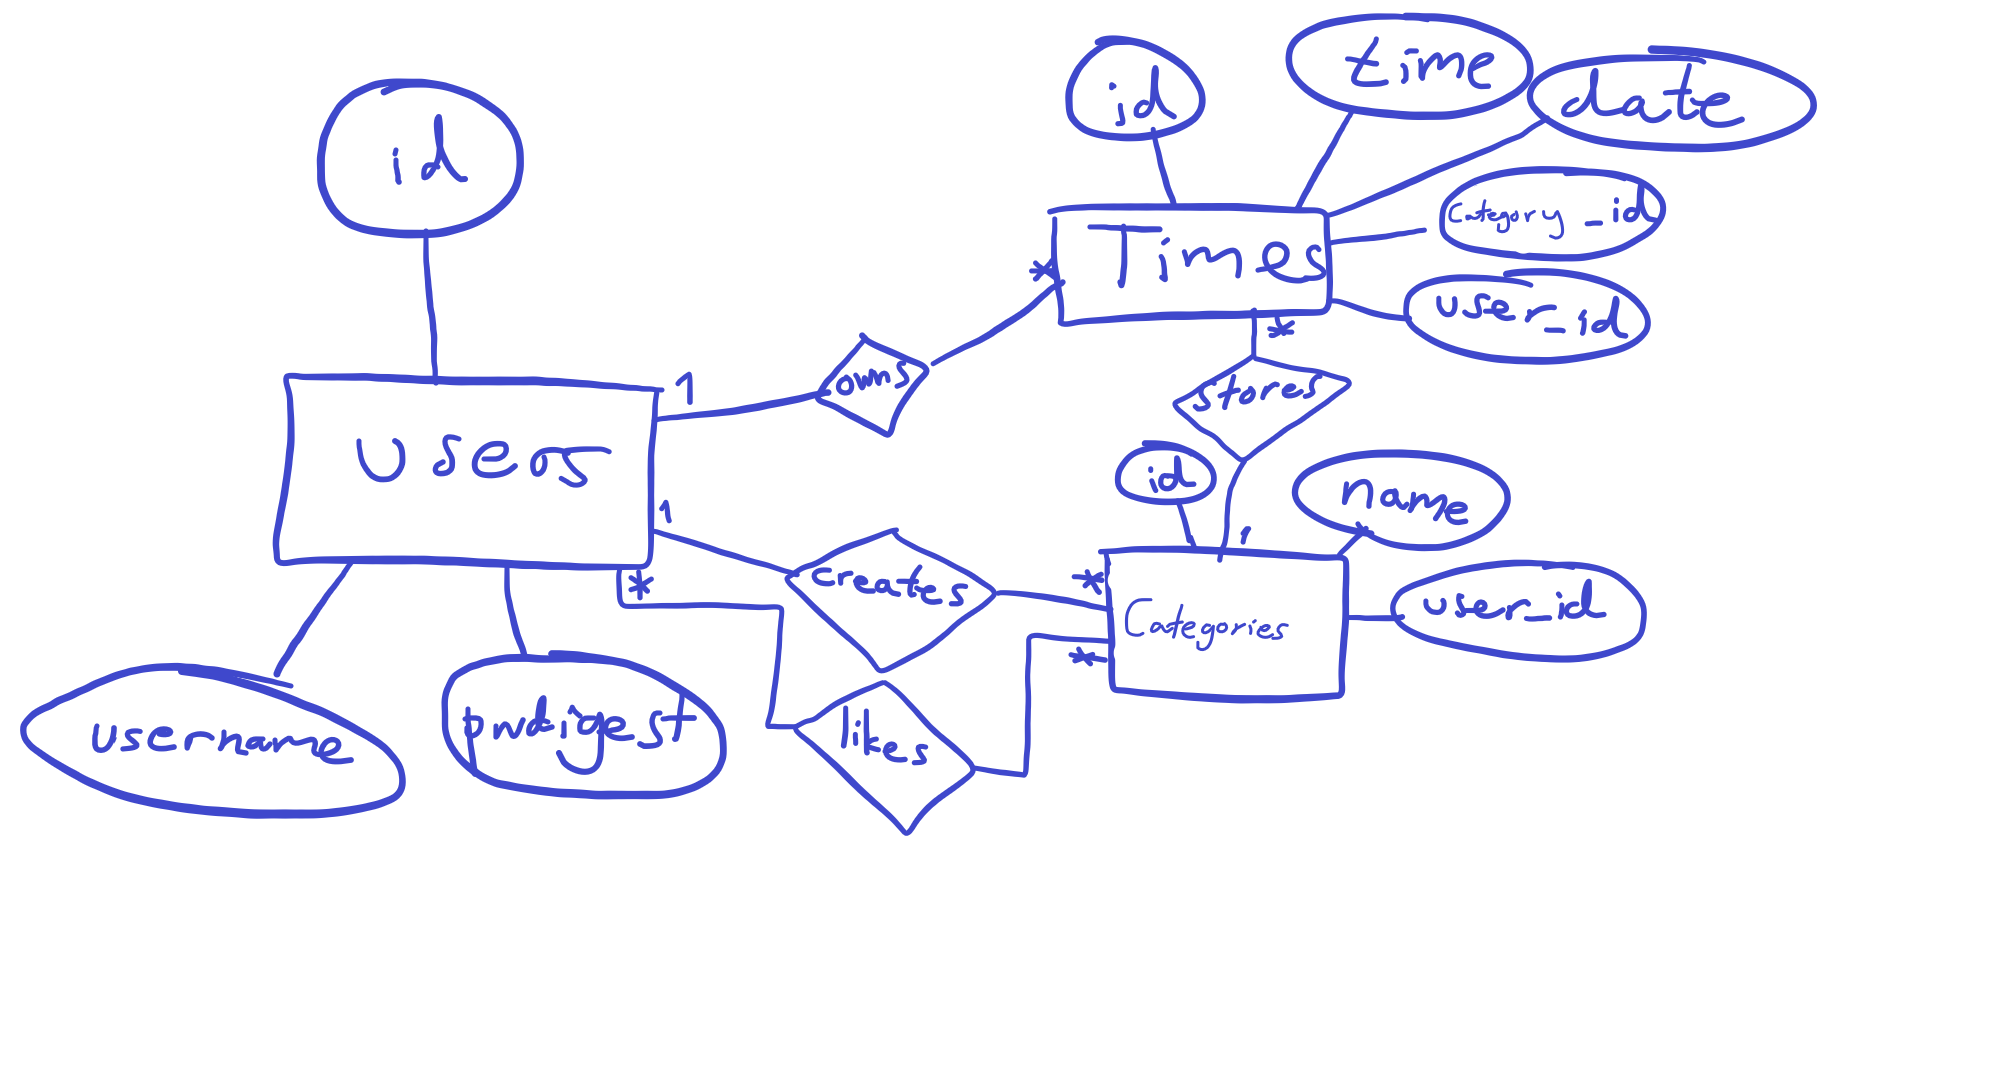 id
time
date
id
category_id
Times
*
user_id
*
1
owns
stores
users
id
name
1
1
creates
*
*
Categories
user_id
*
likes
username
pwdigest